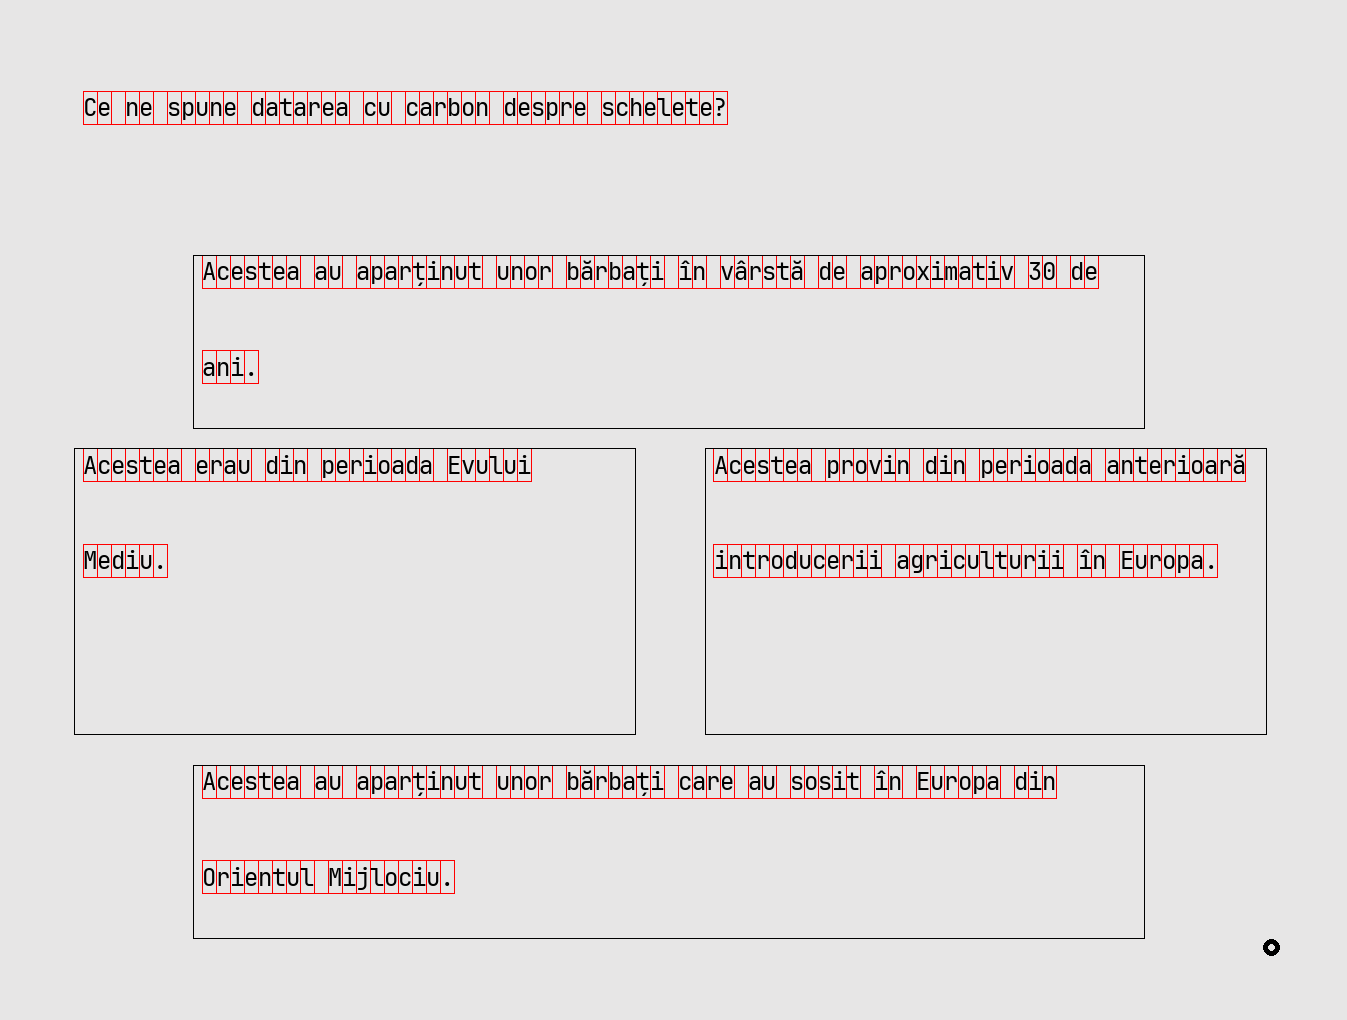 Ce ne spune datarea cu carbon despre schelete?
Acestea au aparținut unor bărbați în vârstă de aproximativ 30 de
ani.
Acestea erau din perioada Evului
Mediu.
Acestea provin din perioada anterioară
introducerii agriculturii în Europa.
Acestea au aparținut unor bărbați care au sosit în Europa din
Orientul Mijlociu.